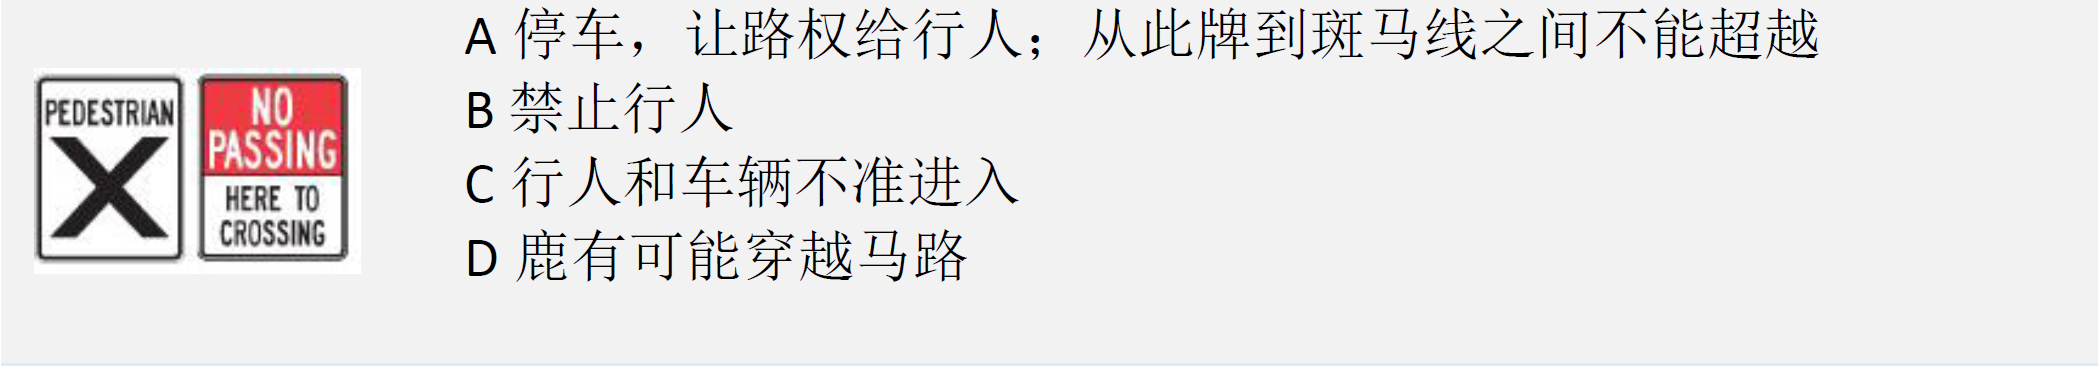 PEDESTRIAN
X
NO
PASSING
HERE TO
CROSSING
A 停车，让路权给行人；从此牌到斑马线之间不能超越
B 禁止行人
C 行人和车辆不准进入
D 鹿有可能穿越马路